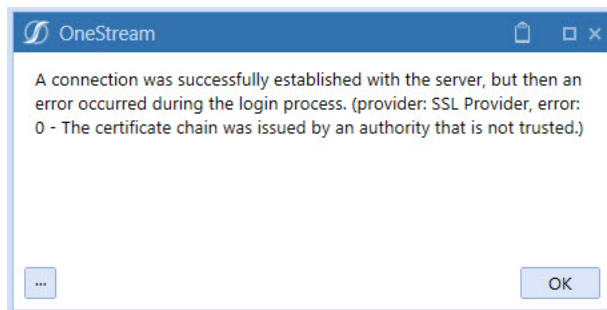 OneStream
A connection was successfully established with the server, but then an
error occurred during the login process. (provider: SSL Provider, error:
0 - The certificate chain was issued by an authority that is not trusted.)
...
OK